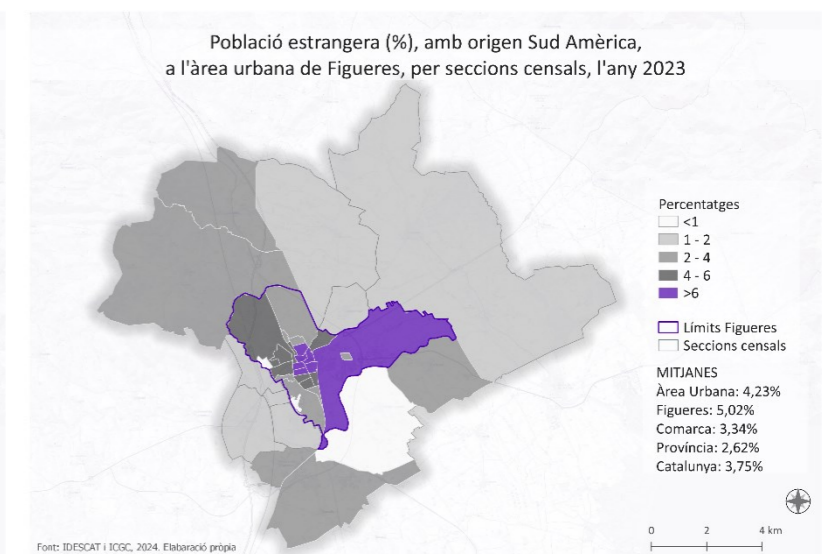 Població estrangera (%), amb origen Sud Amèrica,
a l'àrea urbana de Figueres, per seccions censals, l'any 2023
Percentatges
<1
1 - 2
2 - 4
4 - 6
>6
Límits Figueres
Seccions censals
MITJANES
Àrea Urbana: 4,23%
Figueres: 5,02%
Comarca: 3,34%
Província: 2,62%
Catalunya: 3,75%
0 2 4 km
Font: IDESCAT i ICGC, 2024. Elaboració pròpia